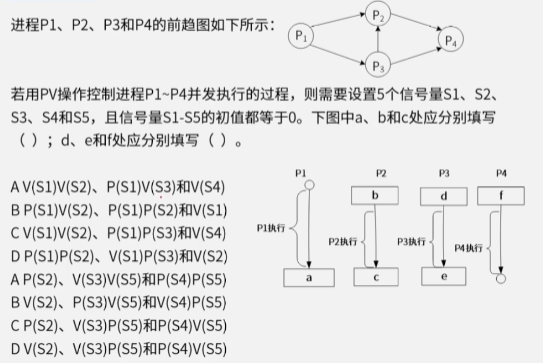 进程P1、P2、P3和P4的前趋图如下所示：
P1
P2
P3
P4
若用PV操作控制进程P1~P4并发执行的过程，则需要设置5个信号量S1、S2、
S3、S4和S5，且信号量S1-S5的初值都等于0。下图中a、b和c处应分别填写
（ ）；d、e和f处应分别填写（ ）。
A V(S1)V(S2)、P(S1)V(S3)和V(S4)
B P(S1)V(S2)、P(S1)P(S2)和V(S1)
C V(S1)V(S2)、P(S1)P(S3)和V(S4)
D P(S1)P(S2)、V(S1)P(S3)和V(S2)
A P(S2)、V(S3)V(S5)和P(S4)P(S5)
B V(S2)、P(S3)V(S5)和V(S4)P(S5)
C P(S2)、V(S3)P(S5)和P(S4)V(S5)
D V(S2)、V(S3)P(S5)和P(S4)V(S5)
P1 P2 P3 P4
b d f
P1执行 P2执行 P3执行 P4执行
a c e